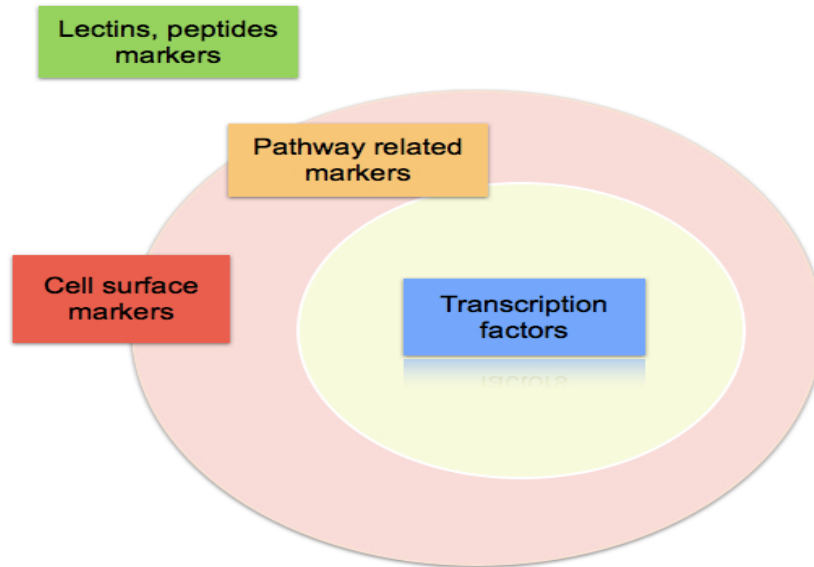 Lectins, peptides
markers
Pathway related
markers
Cell surface
markers
Transcription
factors